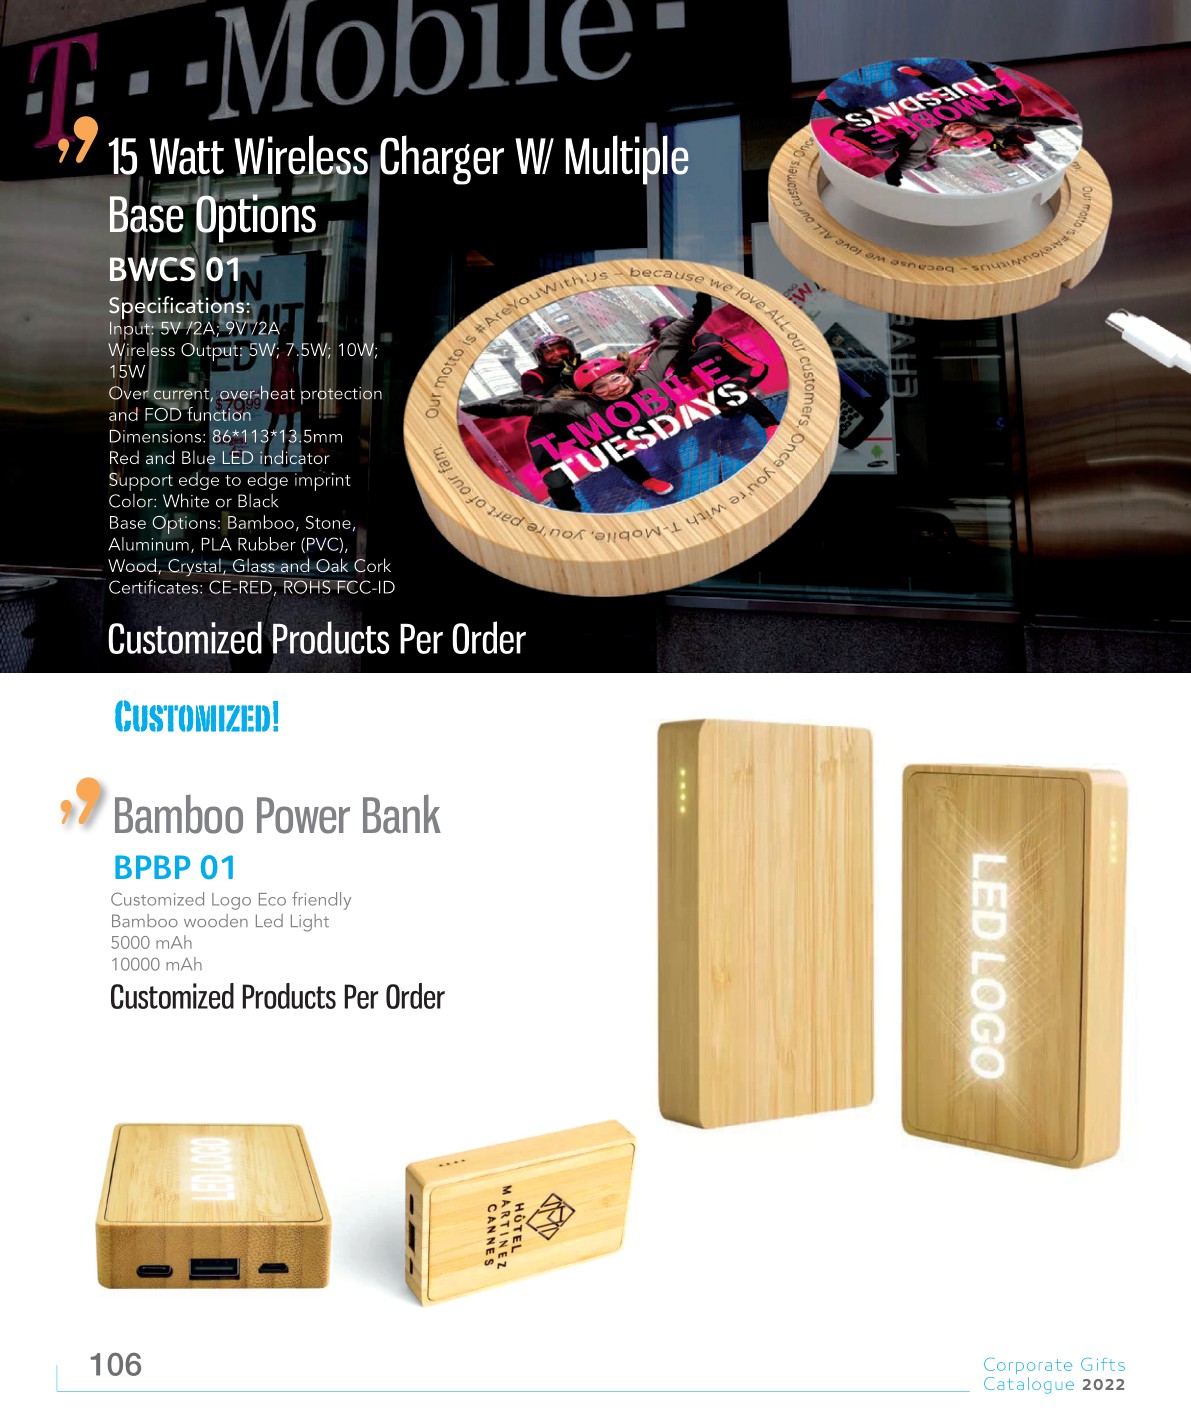 T··Mobile·
15 Watt Wireless Charger W/ Multiple
Base Options
BWCS 01
Specifications:
Input: 5V /2A; 9V /2A
Wireless Output: 5W; 7.5W; 10W;
15W
Over current, over-heat protection
and FOD function
Dimensions: 86*113*13.5mm
Red and Blue LED indicator
Support edge to edge imprint
Color: White or Black
Base Options: Bamboo, Stone,
Aluminum, PLA Rubber (PVC),
Wood, Crystal, Glass and Oak Cork
Certificates: CE-RED, ROHS FCC-ID
Customized Products Per Order
T-MOBILE
TUESDAYS
Our motto is #AreYouWithUs – because we love ALL our customers. Once
T-MOBILE
TUESDAYS
Our motto is #AreYouWithUs – because we love ALL our customers. Once you're with T-Mobile, you're part of our fam.
$79.99
SAMSUNG
CUSTOMIZED!
Bamboo Power Bank
BPBP 01
Customized Logo Eco friendly
Bamboo wooden Led Light
5000 mAh
10000 mAh
Customized Products Per Order
LED LOGO
LED LOGO
HÔTEL
MARTINEZ
CANNES
106
Corporate Gifts
Catalogue 2022